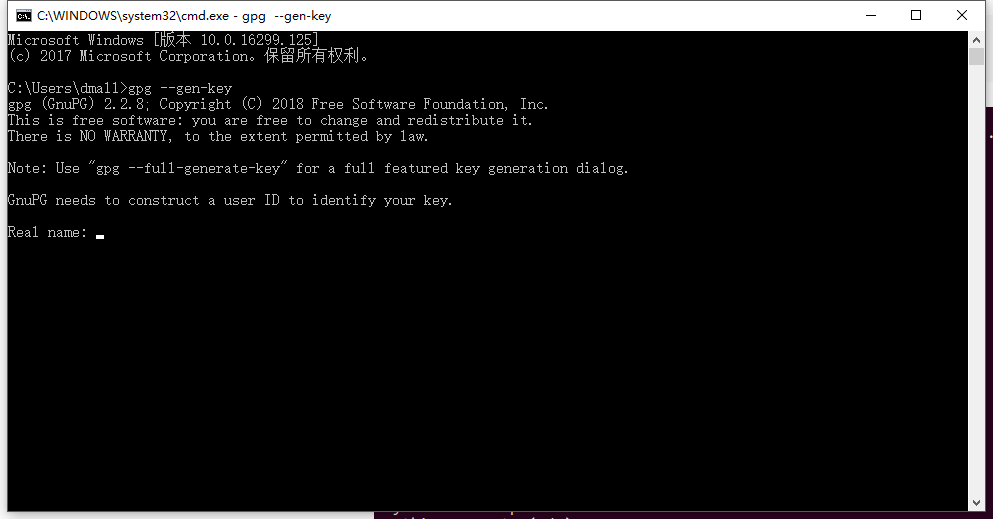 C:\WINDOWS\system32\cmd.exe - gpg  --gen-key
Microsoft Windows [版本 10.0.16299.125]
(c) 2017 Microsoft Corporation。保留所有权利。
C:\Users\dmall>gpg --gen-key
gpg (GnuPG) 2.2.8; Copyright (C) 2018 Free Software Foundation, Inc.
This is free software: you are free to change and redistribute it.
There is NO WARRANTY, to the extent permitted by law.
Note: Use "gpg --full-generate-key" for a full featured key generation dialog.
GnuPG needs to construct a user ID to identify your key.
Real name: